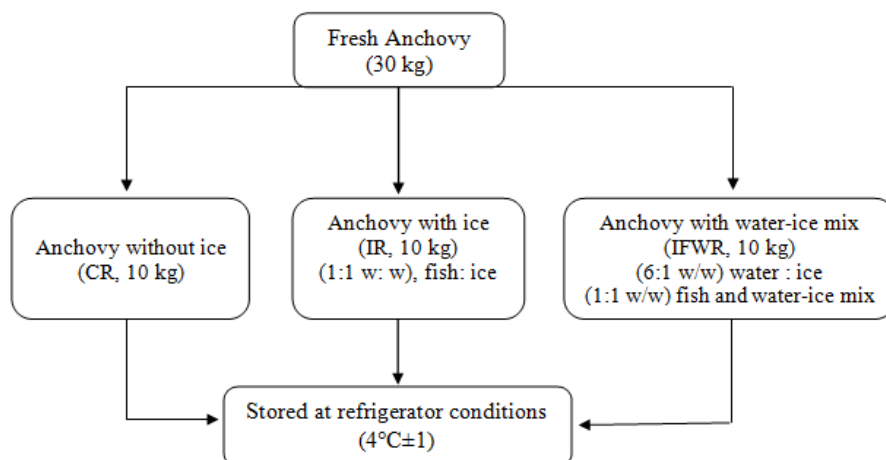 Fresh Anchovy
(30 kg)
Anchovy without ice
(CR, 10 kg)
Anchovy with ice
(IR, 10 kg)
(1:1 w: w), fish: ice
Anchovy with water-ice mix
(IFWR, 10 kg)
(6:1 w/w) water : ice
(1:1 w/w) fish and water-ice mix
Stored at refrigerator conditions
(4°C±1)